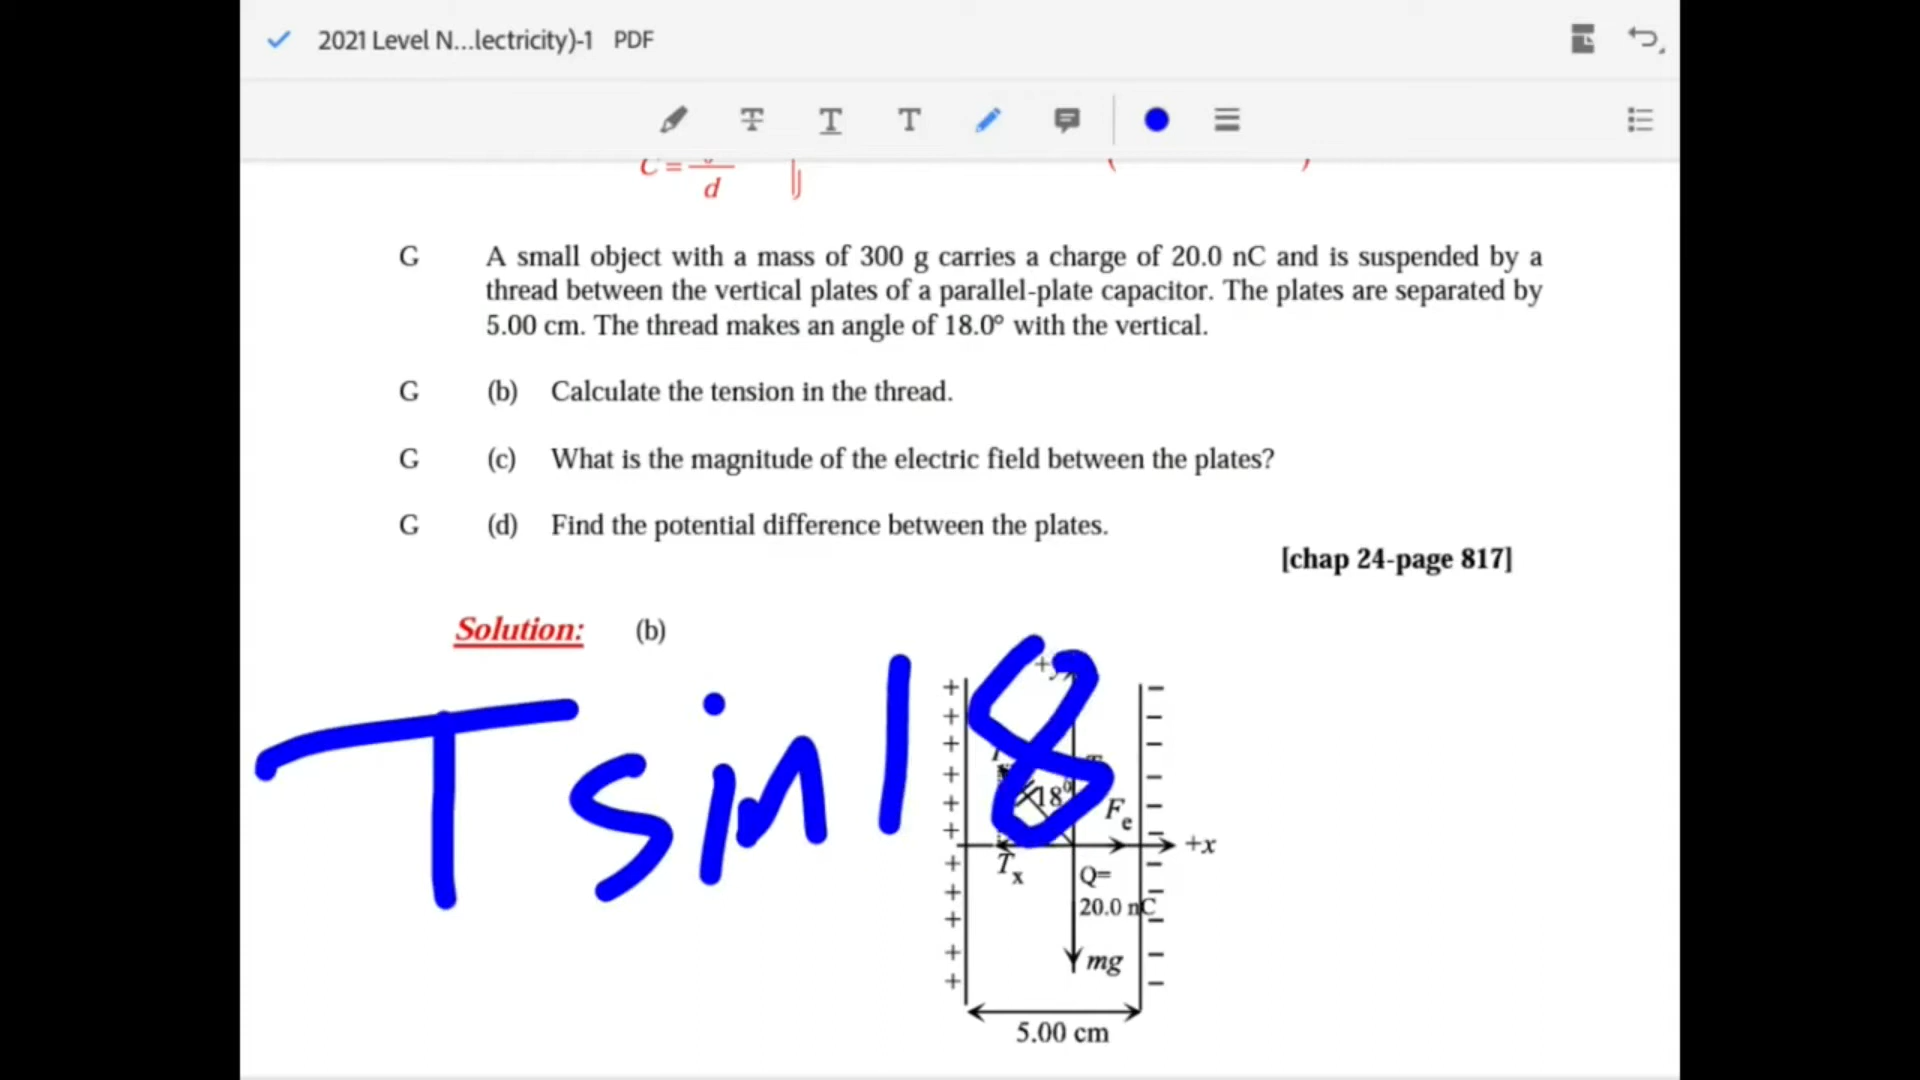 2021 Level N...lectricity)-1 PDF
C =
d
G A small object with a mass of 300 g carries a charge of 20.0 nC and is suspended by a
thread between the vertical plates of a parallel-plate capacitor. The plates are separated by
5.00 cm. The thread makes an angle of 18.0º with the vertical.
G (b) Calculate the tension in the thread.
G (c) What is the magnitude of the electric field between the plates?
G (d) Find the potential difference between the plates.
[chap 24-page 817]
Solution: (b)
T sin 18
18º
Fe
+x
Tx
Q=
20.0 nC
mg
5.00 cm